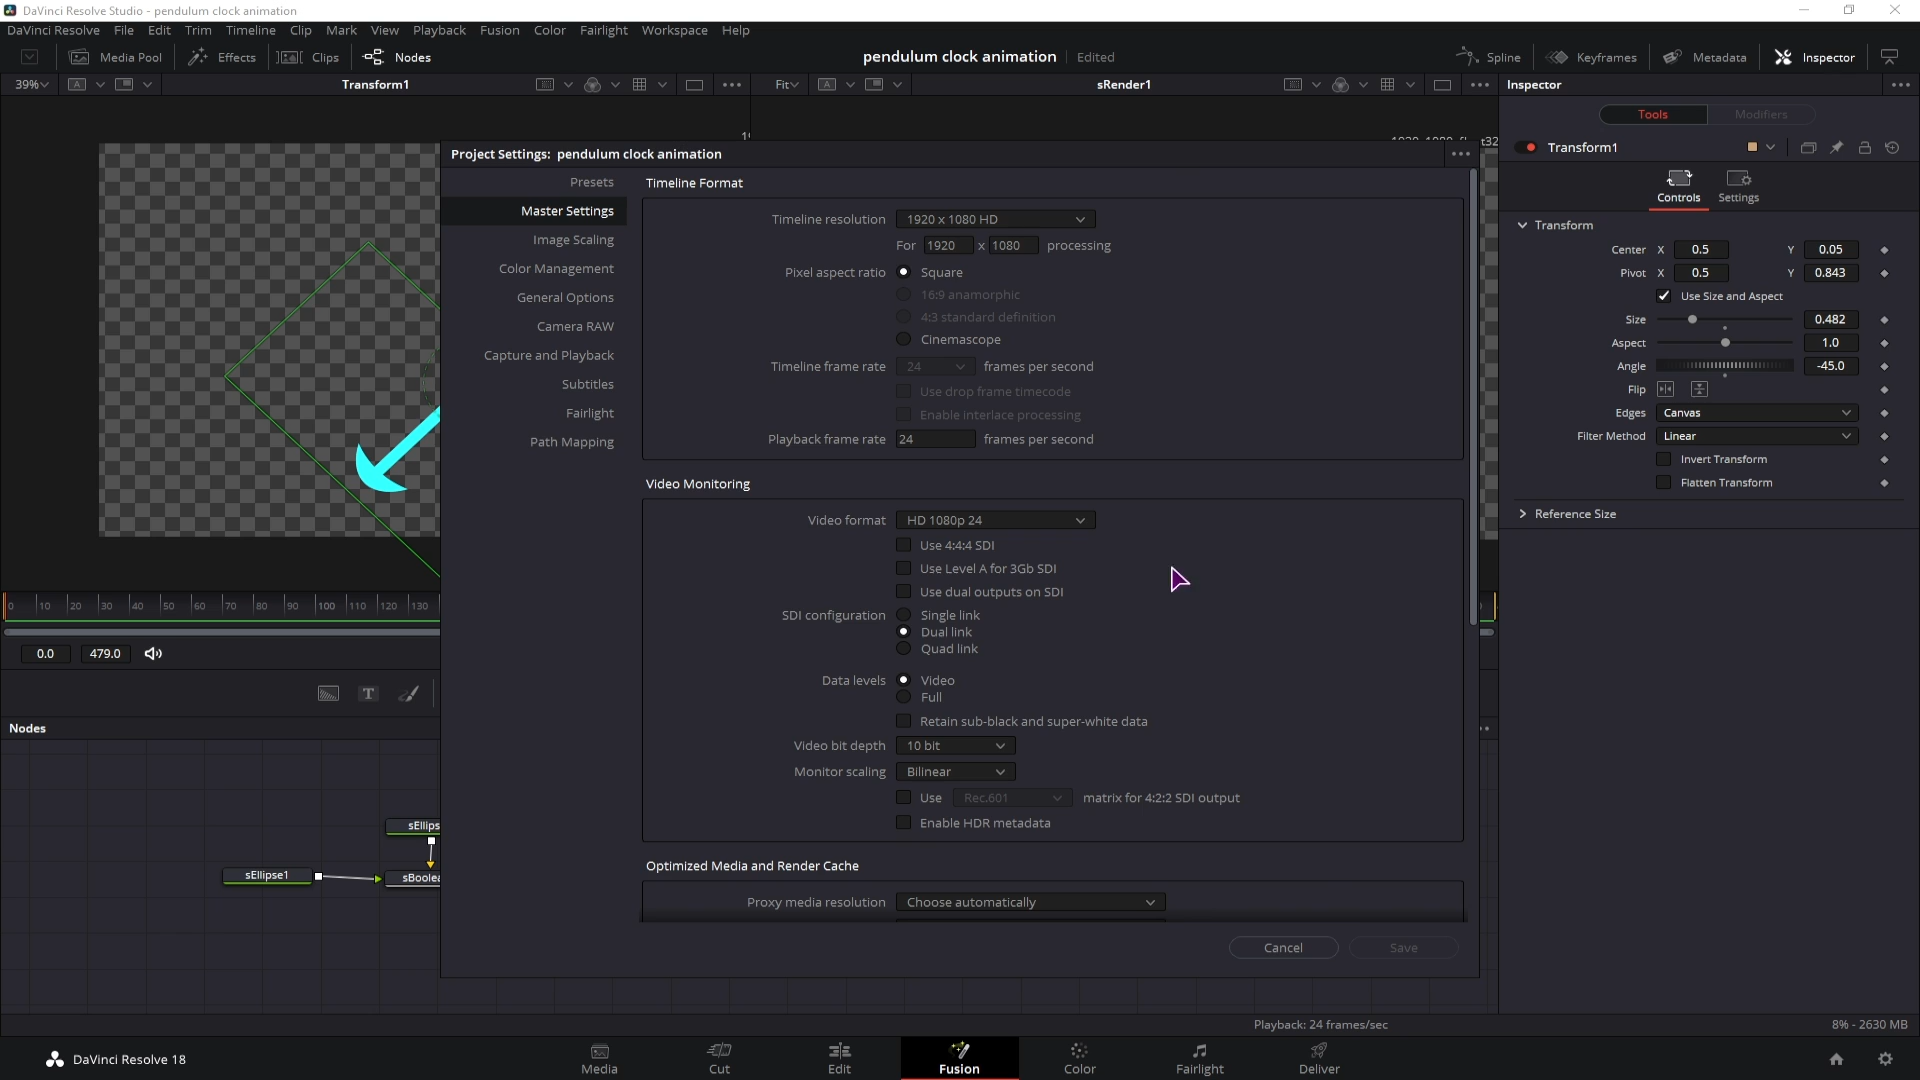 DaVinci Resolve Studio - pendulum clock animation
DaVinci Resolve File Edit Trim Timeline Clip Mark View Playback Fusion Color Fairlight Workspace Help
Media Pool Effects Clips Nodes pendulum clock animation Edited Spline Keyframes Metadata Inspector
39% A Transform1 Fit A sRender1 Inspector
Tools Modifiers
Transform1
Controls Settings
Transform
Center X 0.5 Y 0.05
Pivot X 0.5 Y 0.843
Use Size and Aspect
Size 0.482
Aspect 1.0
Angle -45.0
Flip
Edges Canvas
Filter Method Linear
Invert Transform
Flatten Transform
Reference Size
Project Settings: pendulum clock animation
Presets
Master Settings
Image Scaling
Color Management
General Options
Camera RAW
Capture and Playback
Subtitles
Fairlight
Path Mapping
Timeline Format
Timeline resolution 1920 x 1080 HD
For 1920 x 1080 processing
Pixel aspect ratio Square
16:9 anamorphic
4:3 standard definition
Cinemascope
Timeline frame rate 24 frames per second
Use drop frame timecode
Enable interlace processing
Playback frame rate 24 frames per second
Video Monitoring
Video format HD 1080p 24
Use 4:4:4 SDI
Use Level A for 3Gb SDI
Use dual outputs on SDI
SDI configuration Single link
Dual link
Quad link
Data levels Video
Full
Retain sub-black and super-white data
Video bit depth 10 bit
Monitor scaling Bilinear
Use Rec.601 matrix for 4:2:2 SDI output
Enable HDR metadata
Optimized Media and Render Cache
Proxy media resolution Choose automatically
Cancel Save
0 10 20 30 40 50 60 70 80 90 100 110 120 130
0.0 479.0
T
Nodes
sEllips
sEllipse1 sBoolea
Playback: 24 frames/sec 8% - 2630 MB
DaVinci Resolve 18 Media Cut Edit Fusion Color Fairlight Deliver